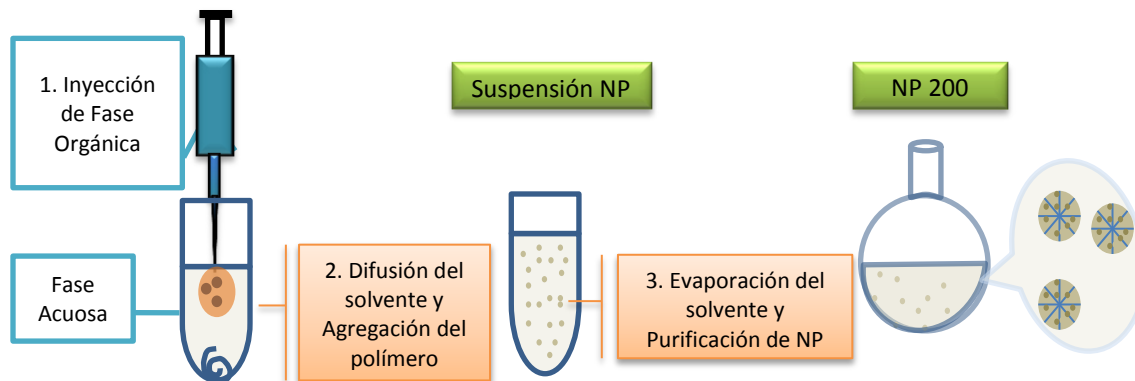 1. Inyección
de Fase
Orgánica
Fase
Acuosa
2. Difusión del
solvente y
Agregación del
polímero
Suspensión NP
3. Evaporación del
solvente y
Purificación de NP
NP 200